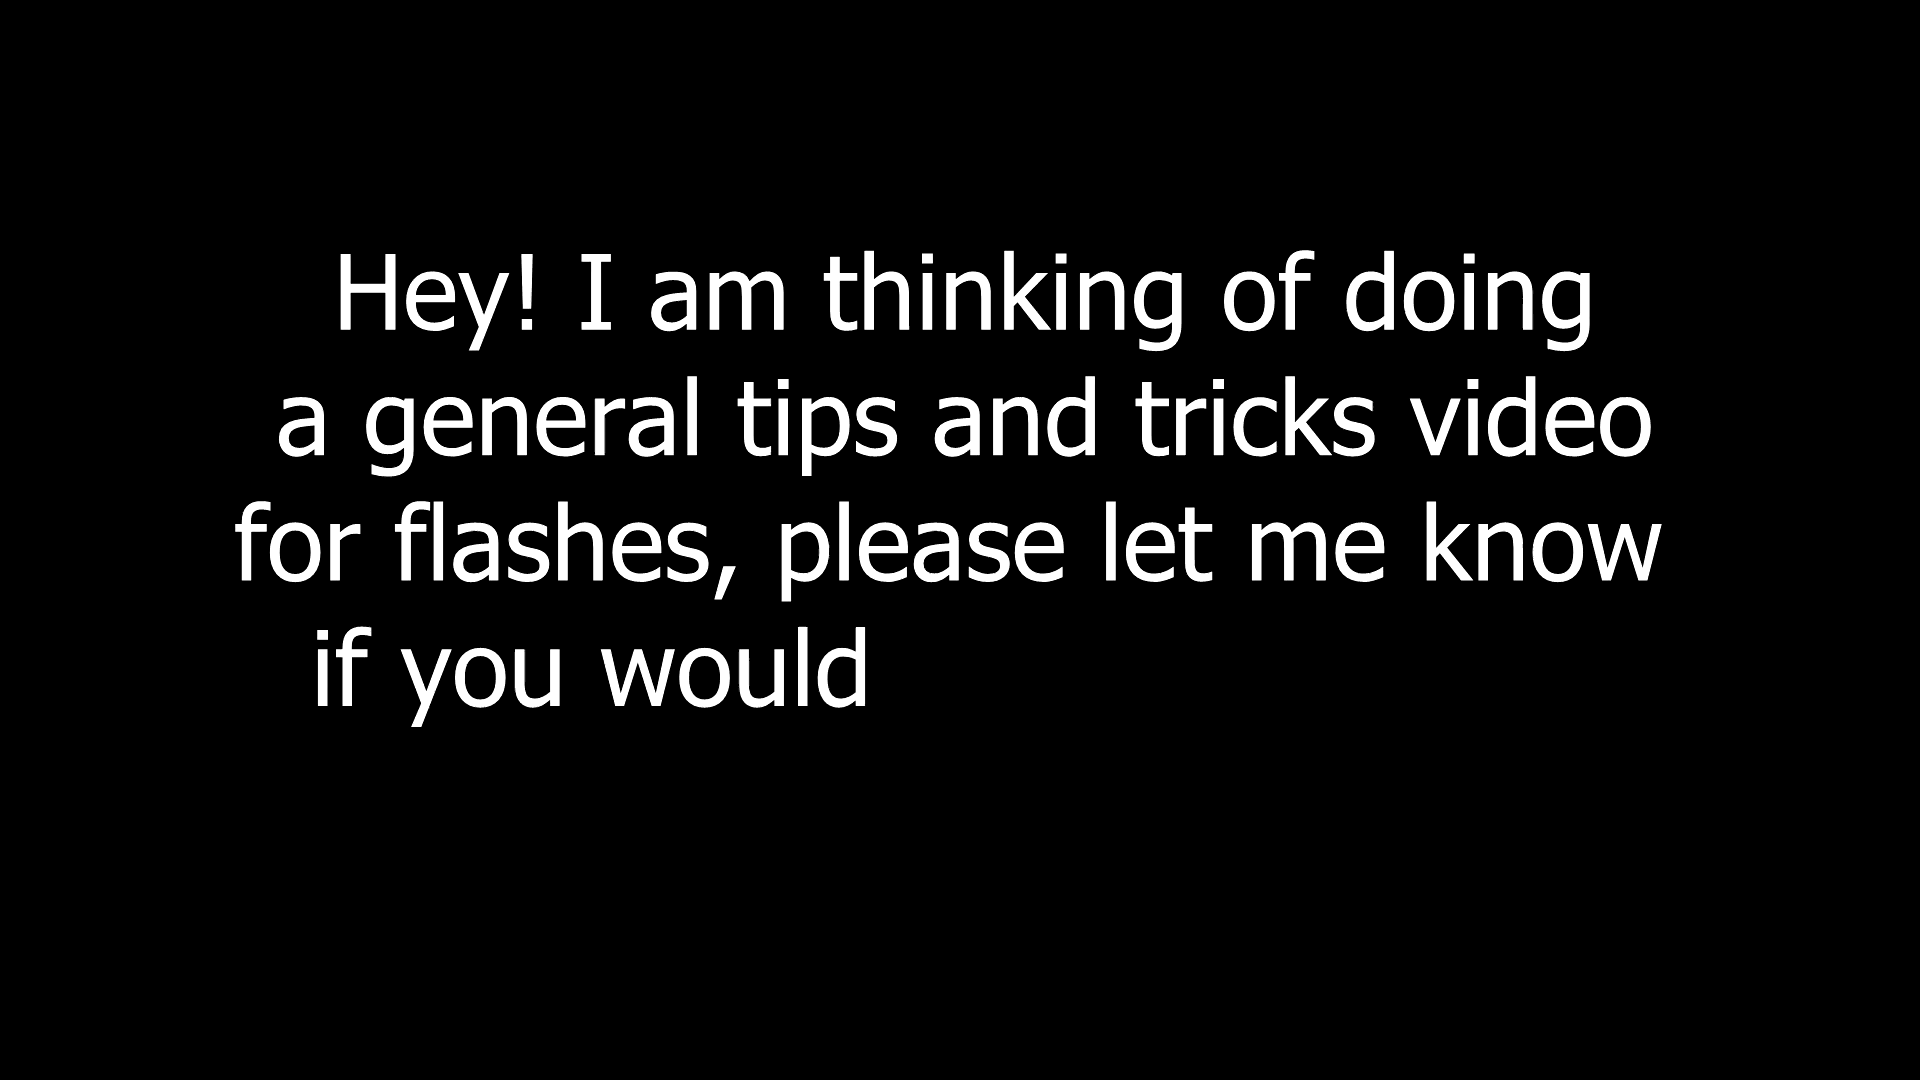 Hey! I am thinking of doing
a general tips and tricks video
for flashes, please let me know
if you would